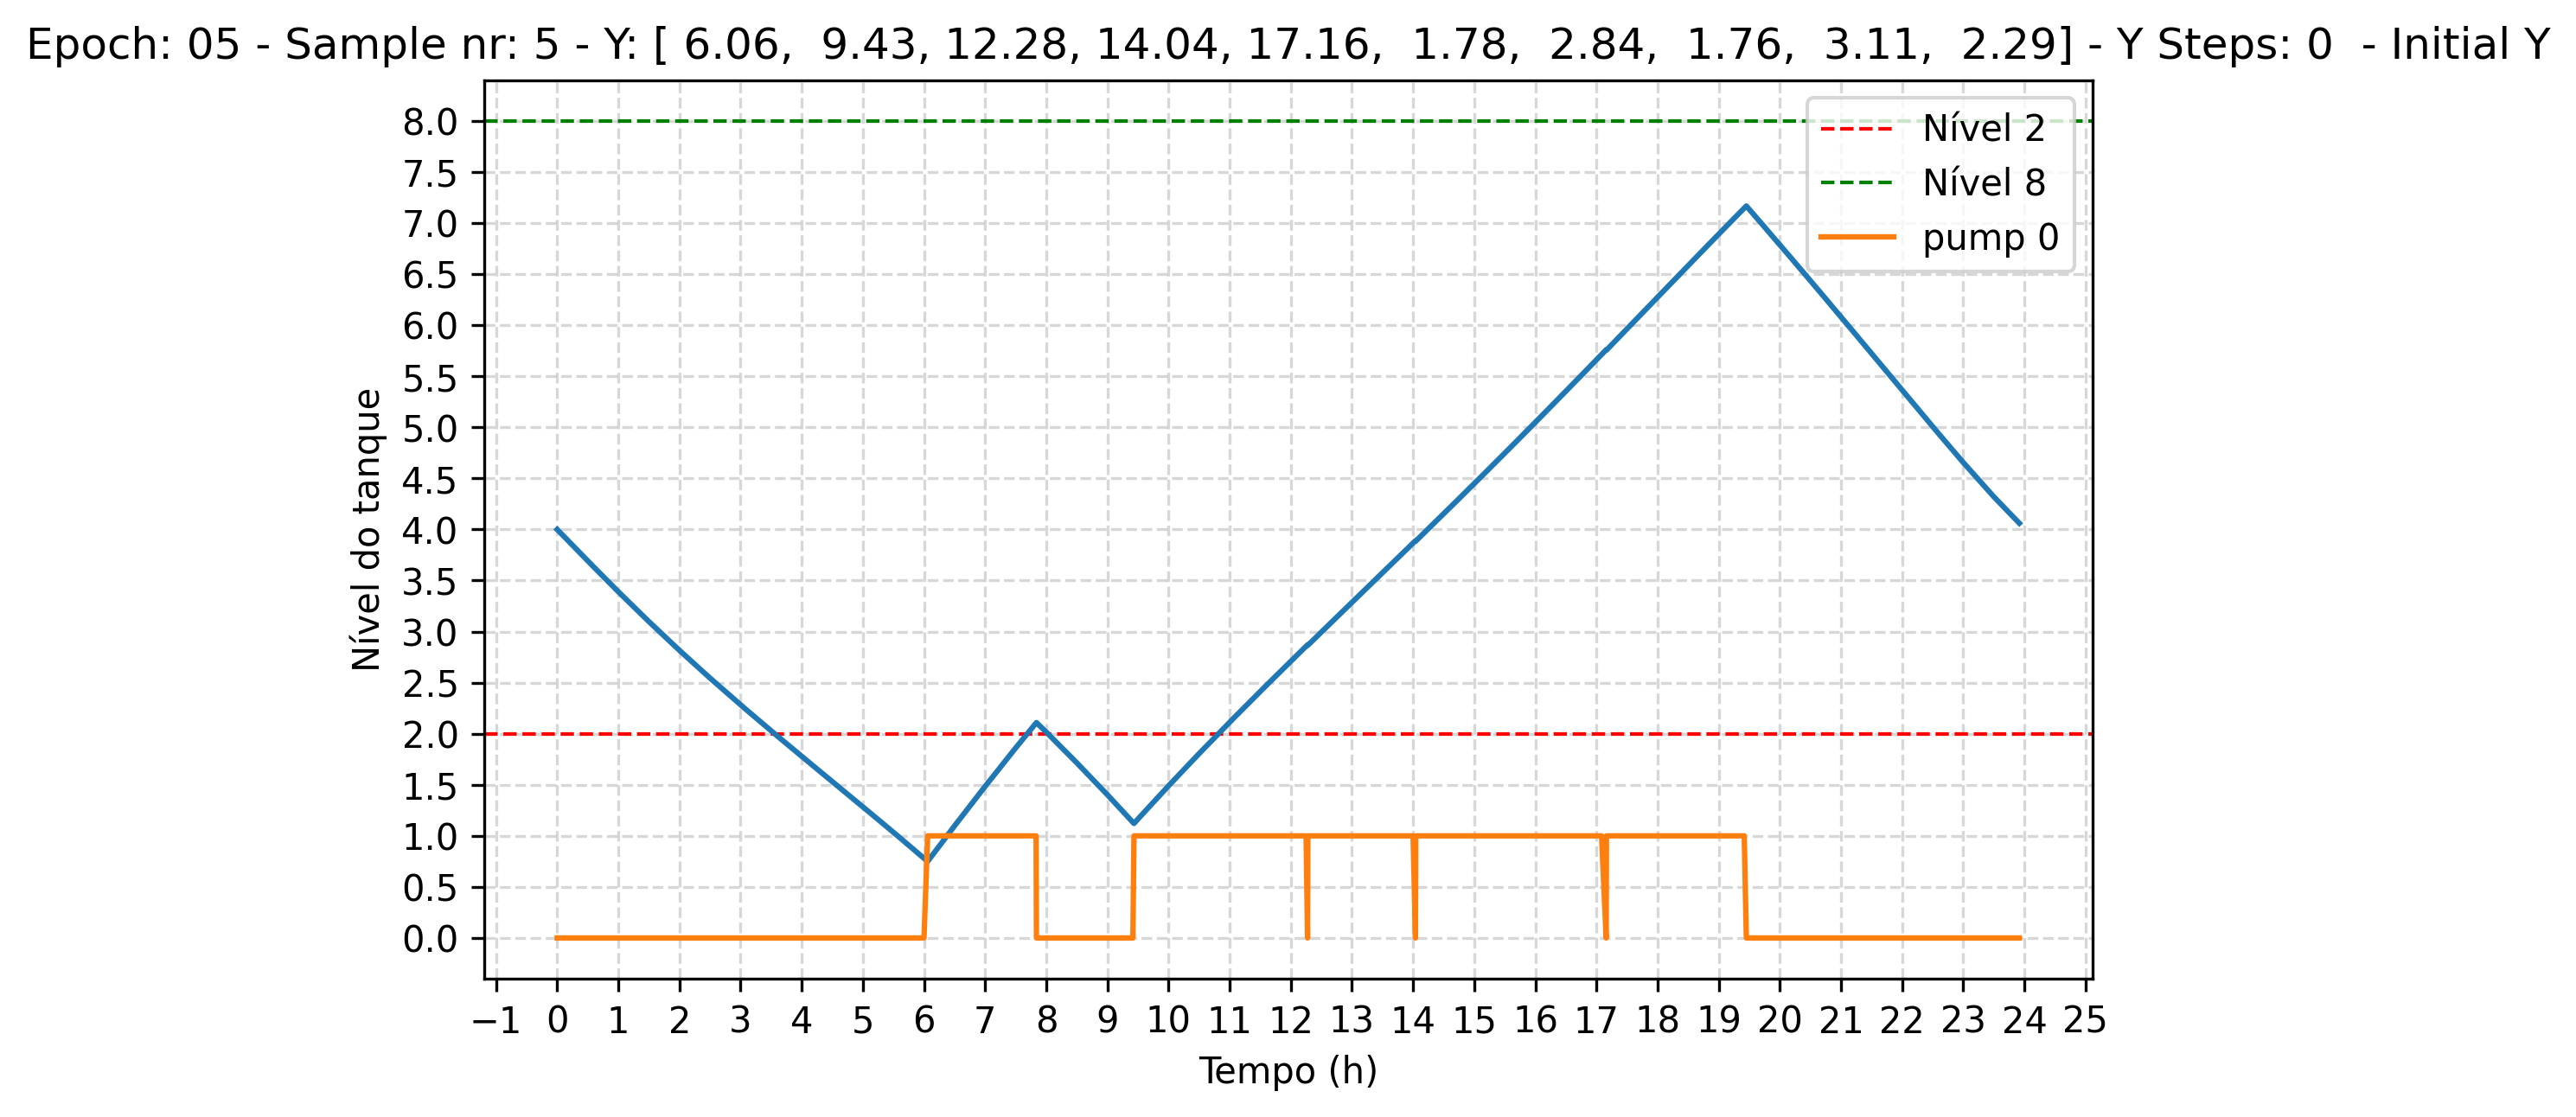 Epoch: 05 - Sample nr: 5 - Y: [ 6.06,  9.43, 12.28, 14.04, 17.16,  1.78,  2.84,  1.76,  3.11,  2.29] - Y Steps: 0  - Initial Y
Nível 2
Nível 8
pump 0
Nível do tanque
8.0
7.5
7.0
6.5
6.0
5.5
5.0
4.5
4.0
3.5
3.0
2.5
2.0
1.5
1.0
0.5
0.0
−1 0 1 2 3 4 5 6 7 8 9 10 11 12 13 14 15 16 17 18 19 20 21 22 23 24 25
Tempo (h)